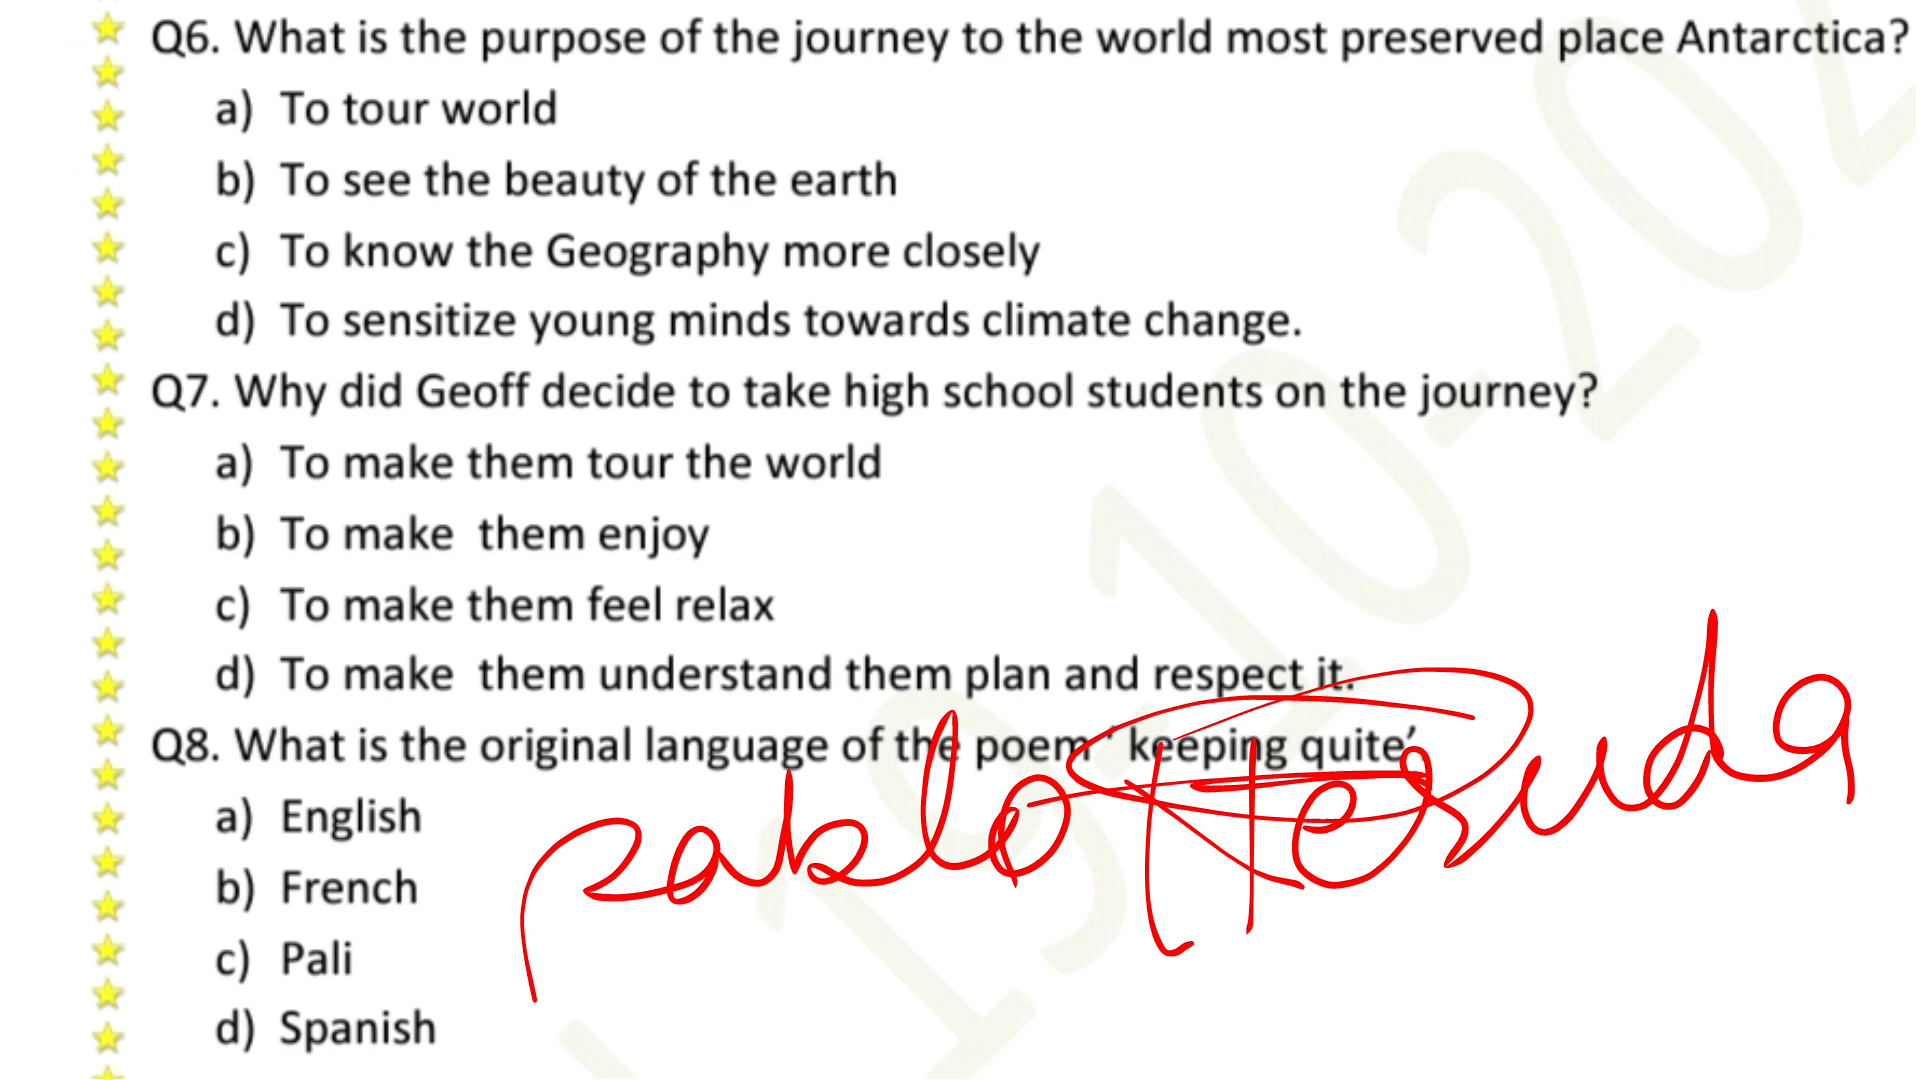 Q6. What is the purpose of the journey to the world most preserved place Antarctica?
a) To tour world
b) To see the beauty of the earth
c) To know the Geography more closely
d) To sensitize young minds towards climate change.
Q7. Why did Geoff decide to take high school students on the journey?
a) To make them tour the world
b) To make them enjoy
c) To make them feel relax
d) To make them understand them plan and respect it.
Q8. What is the original language of the poem ‘ keeping quite’
pablo Neruda
a) English
b) French
c) Pali
d) Spanish